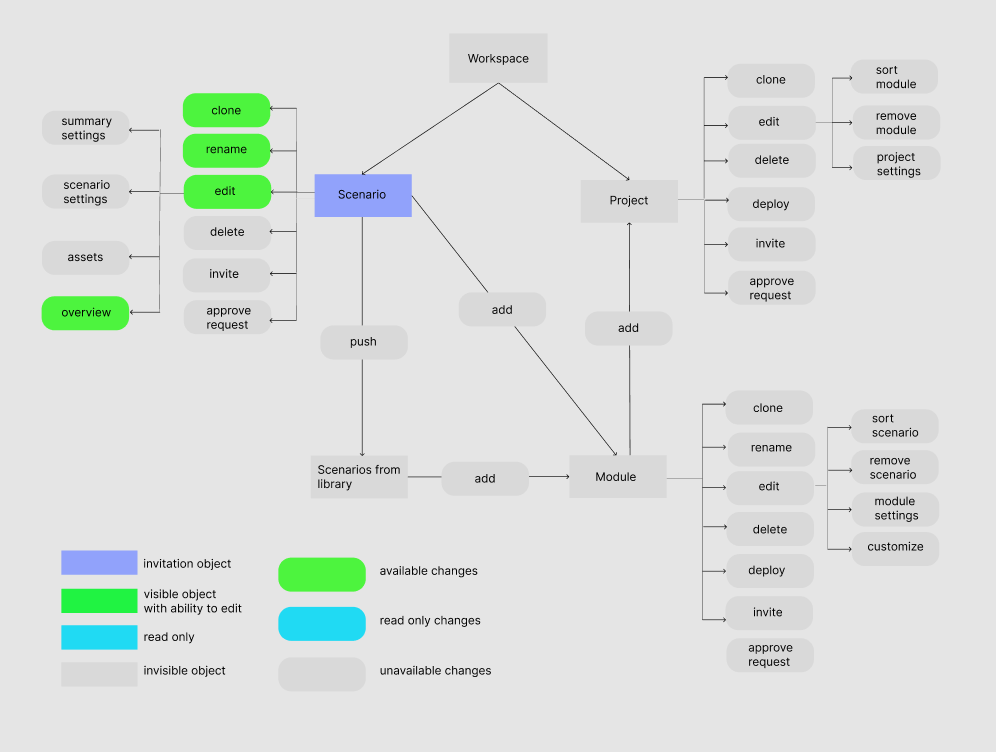 Workspace
summary
settings
scenario
settings
assets
overview
clone
rename
edit
delete
invite
approve
request
Scenario
Project
clone
edit
delete
deploy
invite
approve
request
sort
module
remove
module
project
settings
push
add
add
Scenarios from
library
add
Module
clone
rename
edit
delete
deploy
invite
approve
request
sort
scenario
remove
scenario
module
settings
customize
invitation object
visible object
with ability to edit
read only
invisible object
available changes
read only changes
unavailable changes